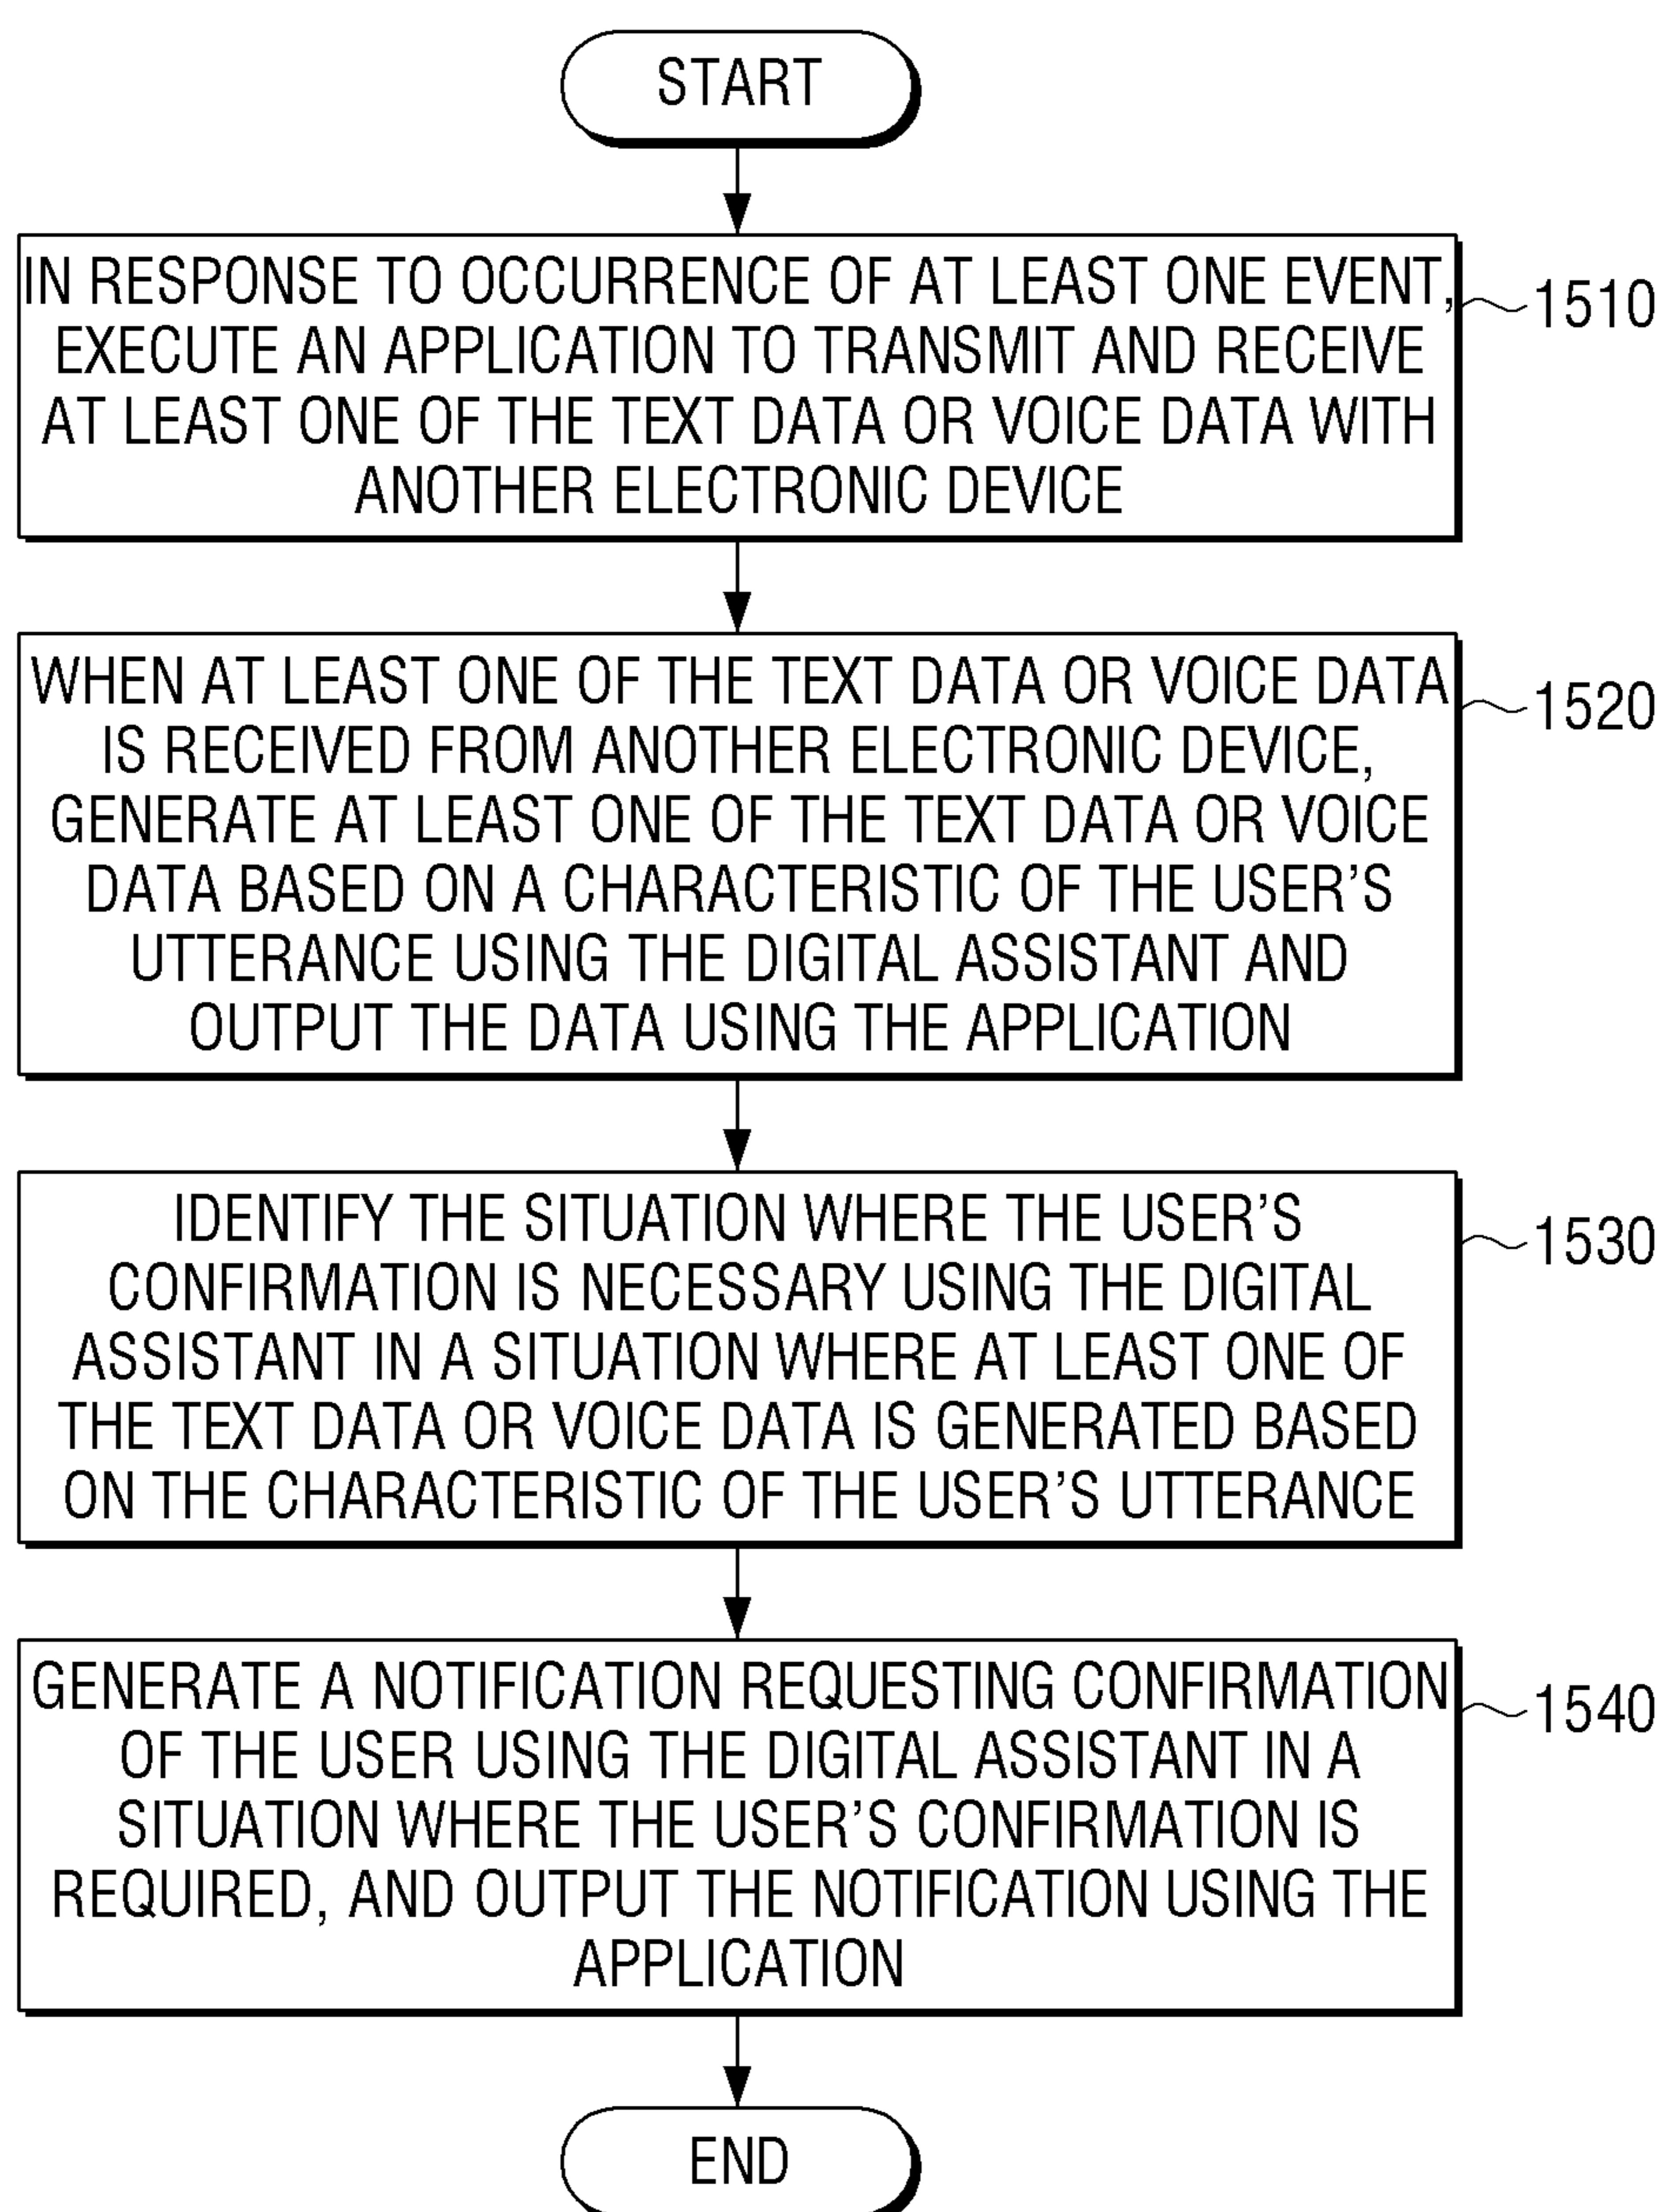 START
IN RESPONSE TO OCCURRENCE OF AT LEAST ONE EVENT,
EXECUTE AN APPLICATION TO TRANSMIT AND RECEIVE
AT LEAST ONE OF THE TEXT DATA OR VOICE DATA WITH
ANOTHER ELECTRONIC DEVICE
1510
WHEN AT LEAST ONE OF THE TEXT DATA OR VOICE DATA
IS RECEIVED FROM ANOTHER ELECTRONIC DEVICE,
GENERATE AT LEAST ONE OF THE TEXT DATA OR VOICE
DATA BASED ON A CHARACTERISTIC OF THE USER’S
UTTERANCE USING THE DIGITAL ASSISTANT AND
OUTPUT THE DATA USING THE APPLICATION
1520
IDENTIFY THE SITUATION WHERE THE USER’S
CONFIRMATION IS NECESSARY USING THE DIGITAL
ASSISTANT IN A SITUATION WHERE AT LEAST ONE OF
THE TEXT DATA OR VOICE DATA IS GENERATED BASED
ON THE CHARACTERISTIC OF THE USER’S UTTERANCE
1530
GENERATE A NOTIFICATION REQUESTING CONFIRMATION
OF THE USER USING THE DIGITAL ASSISTANT IN A
SITUATION WHERE THE USER’S CONFIRMATION IS
REQUIRED, AND OUTPUT THE NOTIFICATION USING THE
APPLICATION
1540
END